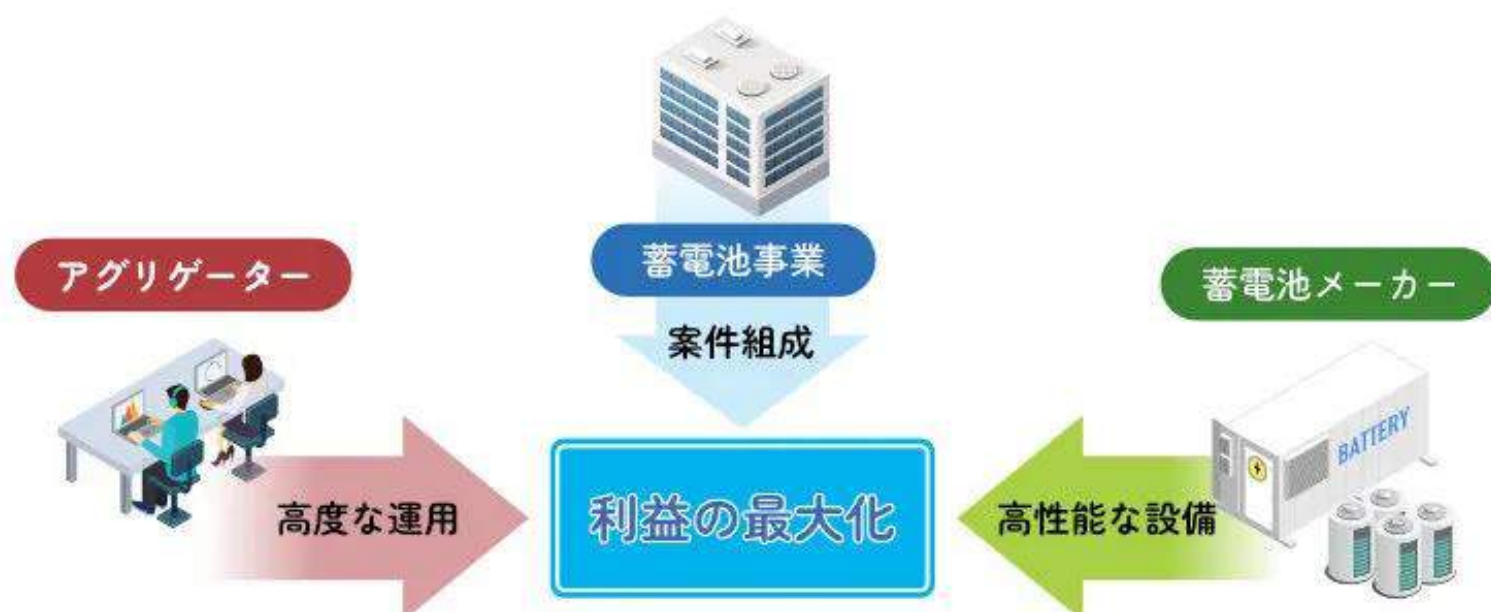 蓄電池事業
アグリゲーター
蓄電池メーカー
案件組成
BATTERY
利益の最大化
高度な運用
高性能な設備